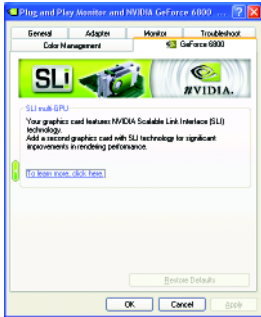 Plug and Play Monitor and NVIDIA GeForce 6800 ...
General Adapter Monitor Troubleshoot
Color Management GeForce 6800
SLI
NVIDIA.
SLI multi-GPU
Your graphics card features NVIDIA Scalable Link Interface (SLI)
technology.
Add a second graphics card with SLI technology for significant
improvements in rendering performance.
To learn more, click here.
Restore Defaults
OK Cancel Apply